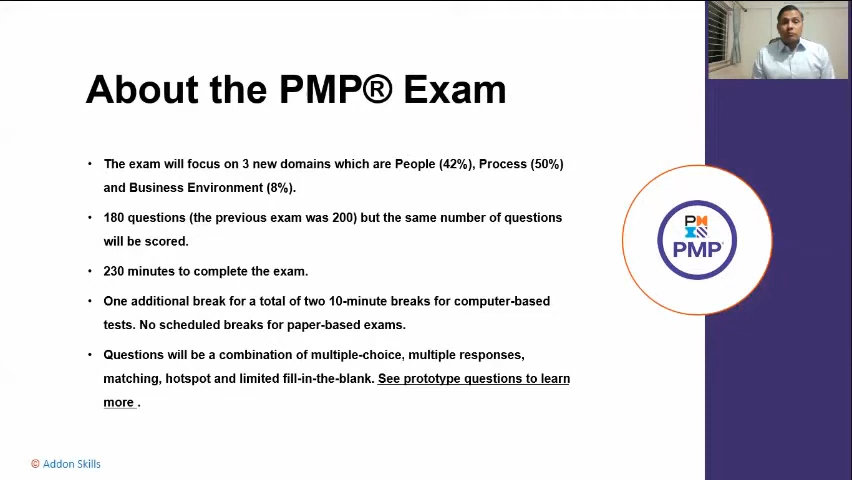 About the PMP® Exam
• The exam will focus on 3 new domains which are People (42%), Process (50%)
and Business Environment (8%).
• 180 questions (the previous exam was 200) but the same number of questions
will be scored.
• 230 minutes to complete the exam.
• One additional break for a total of two 10-minute breaks for computer-based
tests. No scheduled breaks for paper-based exams.
• Questions will be a combination of multiple-choice, multiple responses,
matching, hotspot and limited fill-in-the-blank. See prototype questions to learn
more .
PMP
© Addon Skills